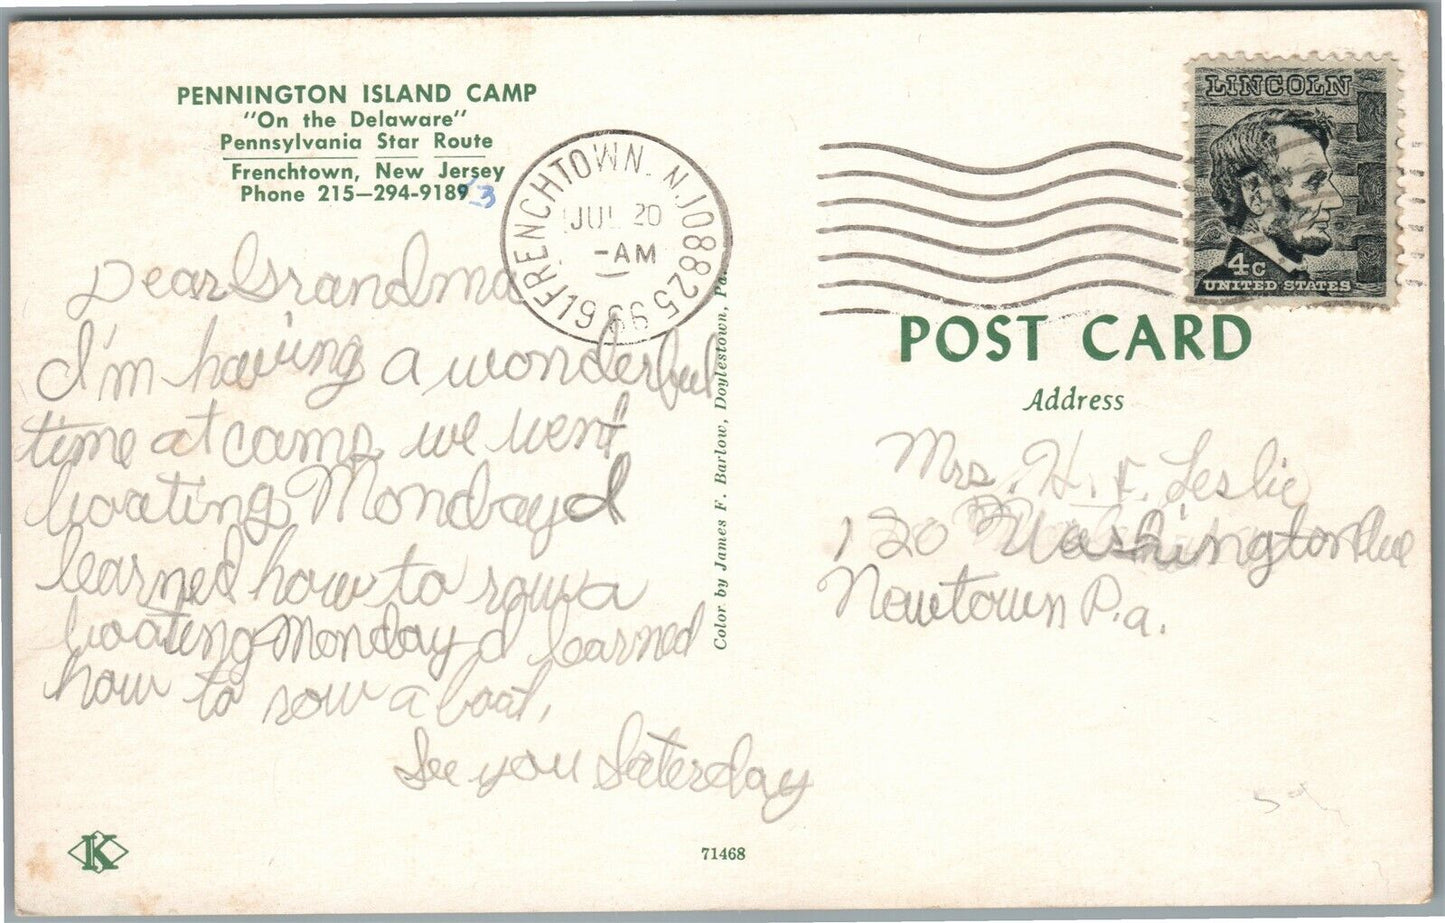 PENNINGTON ISLAND CAMP
"On the Delaware"
Pennsylvania Star Route
Frenchtown, New Jersey
Phone 215—294-9189
3
FRENCHTOWN. N.J. 08825
JUL 20
-AM
1966
LINCOLN
4c
UNITED STATES
POST CARD
Address
Dear Grandma
I'm having a wonderful
time at camp we went
boating Monday d
learned how to row a
boating Monday d learned
how to row a boat.
See you Saterday
Color by James F. Barlow, Doylestown, Pa.
Mrs. H. r. Leslie
120 Washington Ave
Newtown P.a.
K
71468